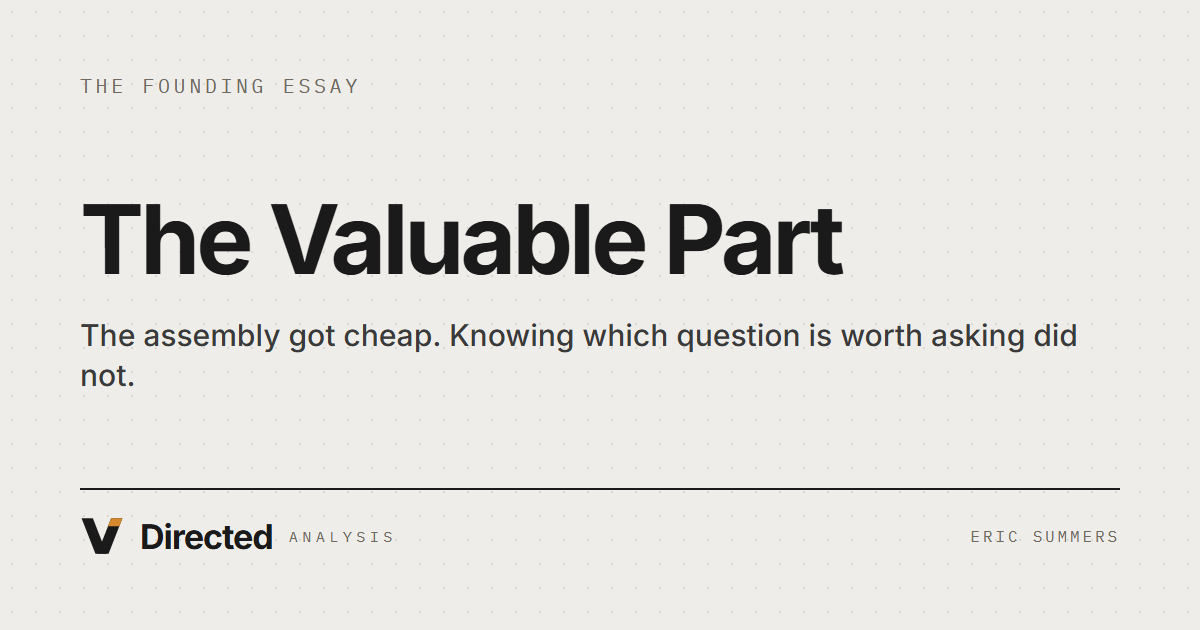 THE FOUNDING ESSAY
The Valuable Part
The assembly got cheap. Knowing which question is worth asking did
not.
Directed ANALYSIS
ERIC SUMMERS